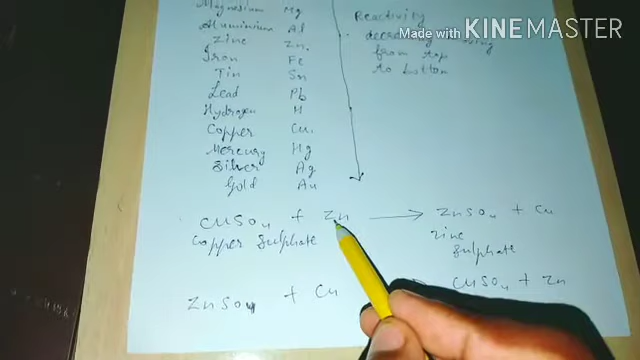 Magnesium Mg
Aluminium Al
Zinc Zn.
Iron Fe
Tin Sn
Lead Pb
Hydrogen H
Copper Cu.
Mercury Hg
Silver Ag
Gold Au
Reactivity
from top
to bottom
Made with KINEMASTER
CuSO4 + Zn → ZnSO4 + Cu
Copper Sulphate
Zinc
Sulphate
ZnSO4 + Cu
CuSO4 + Zn